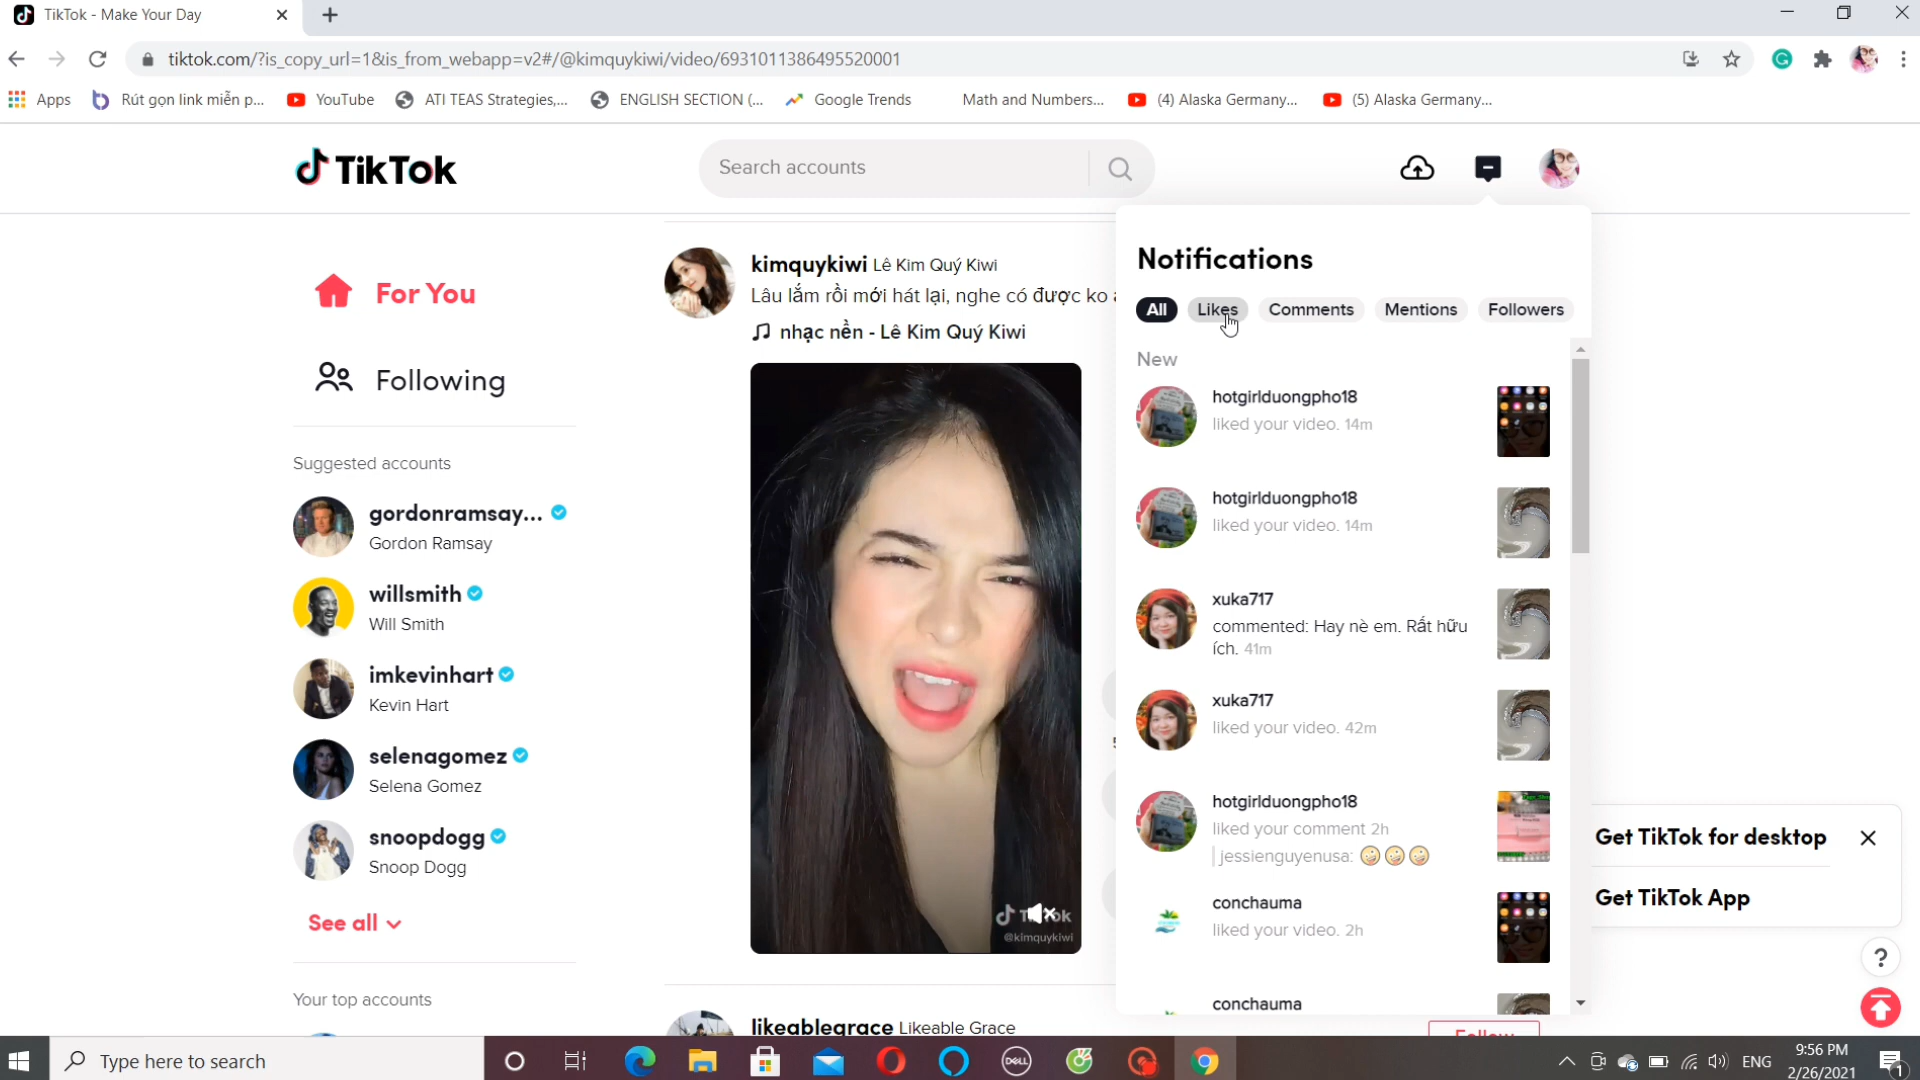 TikTok - Make Your Day
tiktok.com/?is_copy_url=1&is_from_webapp=v2#/@kimquykiwi/video/6931011386495520001
Apps
Rút gọn link miễn p...
YouTube
ATI TEAS Strategies,...
ENGLISH SECTION (...
Google Trends
Math and Numbers...
(4) Alaska Germany...
(5) Alaska Germany...
TikTok
Search accounts
For You
Following
Suggested accounts
gordonramsay...
Gordon Ramsay
willsmith
Will Smith
imkevinhart
Kevin Hart
selenagomez
Selena Gomez
snoopdogg
Snoop Dogg
See all
Your top accounts
kimquykiwi Lê Kim Quý Kiwi
Lâu lắm rồi mới hát lại, nghe có được ko
nhạc nền - Lê Kim Quý Kiwi
@kimquykiwi
likeablegrace Likeable Grace
Notifications
All Likes Comments Mentions Followers
New
hotgirlduongpho18
liked your video. 14m
hotgirlduongpho18
liked your video. 14m
xuka717
commented: Hay nè em. Rất hữu
ích. 41m
xuka717
liked your video. 42m
hotgirlduongpho18
liked your comment 2h
jessienguyenusa: 🤪🤪🤪
conchauma
liked your video. 2h
conchauma
Follow
Get TikTok for desktop
Get TikTok App
?
Type here to search
DELL
ENG
9:56 PM
2/26/2021
1